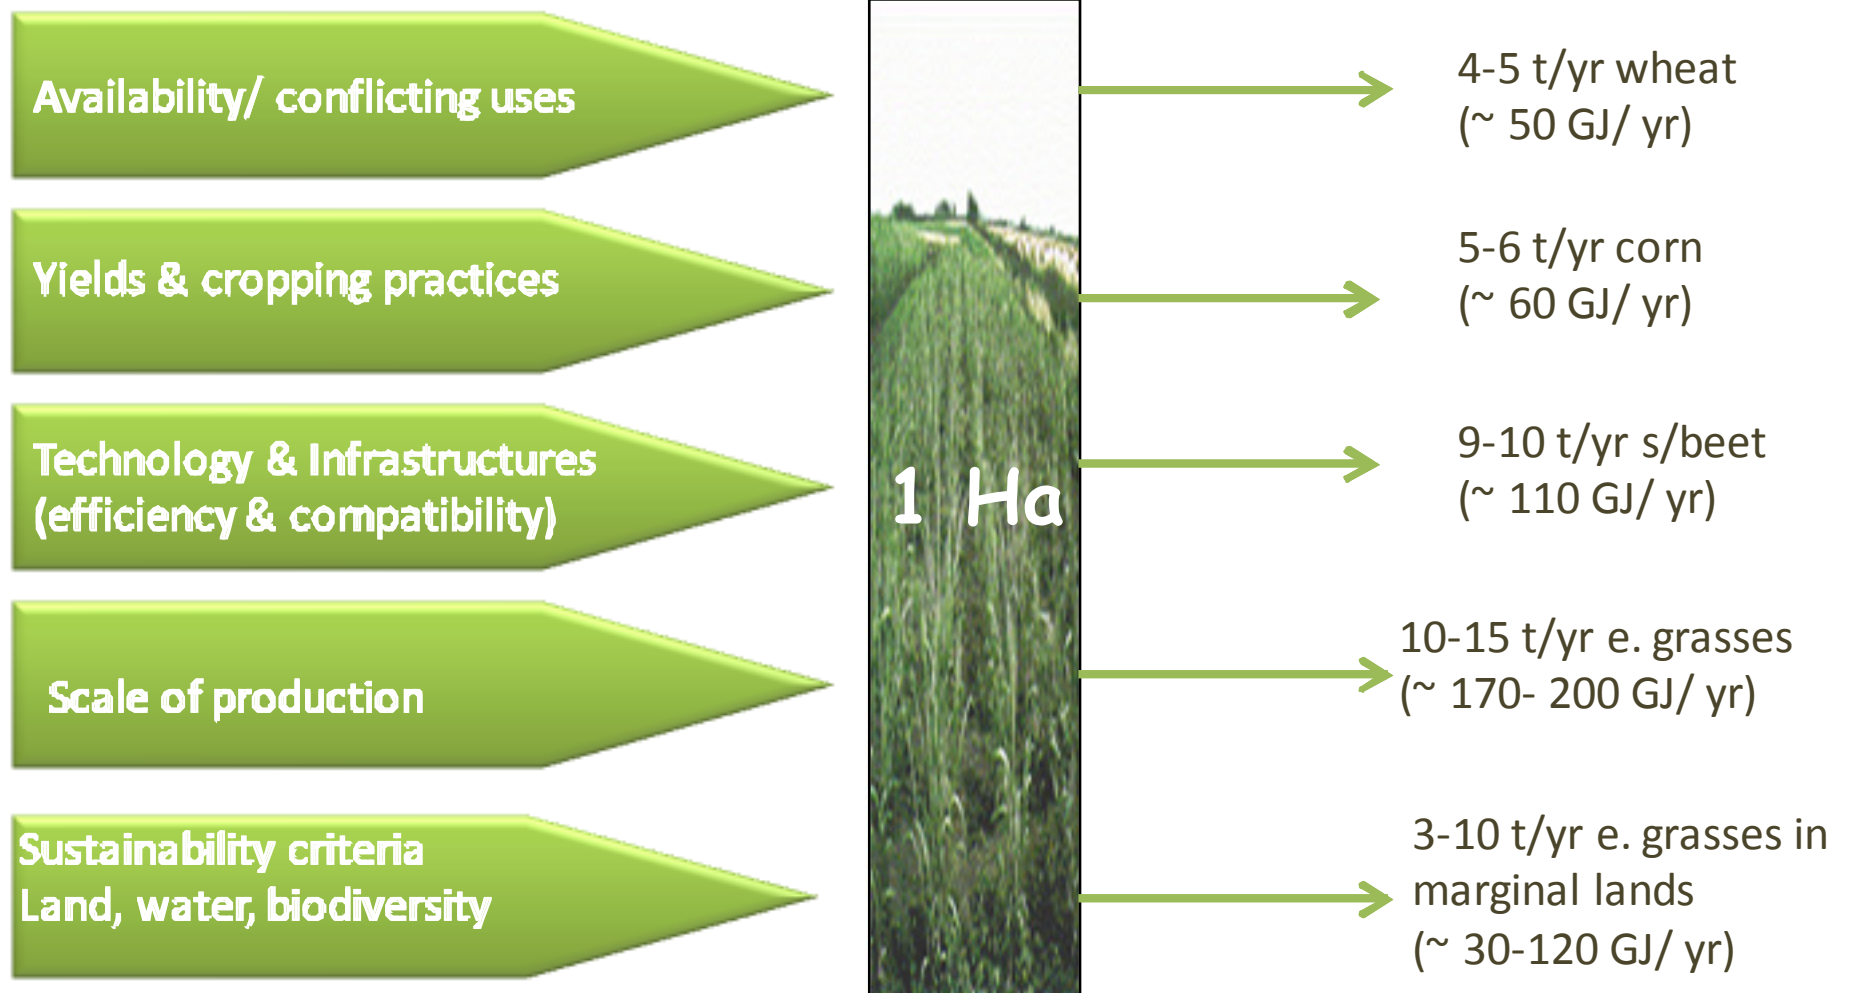 Availability/ conflicting uses
Yields & cropping practices
Technology & Infrastructures
(efficiency & compatibility)
Scale of production
Sustainability criteria
Land, water, biodiversity
1 Ha
4-5 t/yr wheat
(~ 50 GJ/ yr)
5-6 t/yr corn
(~ 60 GJ/ yr)
9-10 t/yr s/beet
(~ 110 GJ/ yr)
10-15 t/yr e. grasses
(~ 170- 200 GJ/ yr)
3-10 t/yr e. grasses in
marginal lands
(~ 30-120 GJ/ yr)